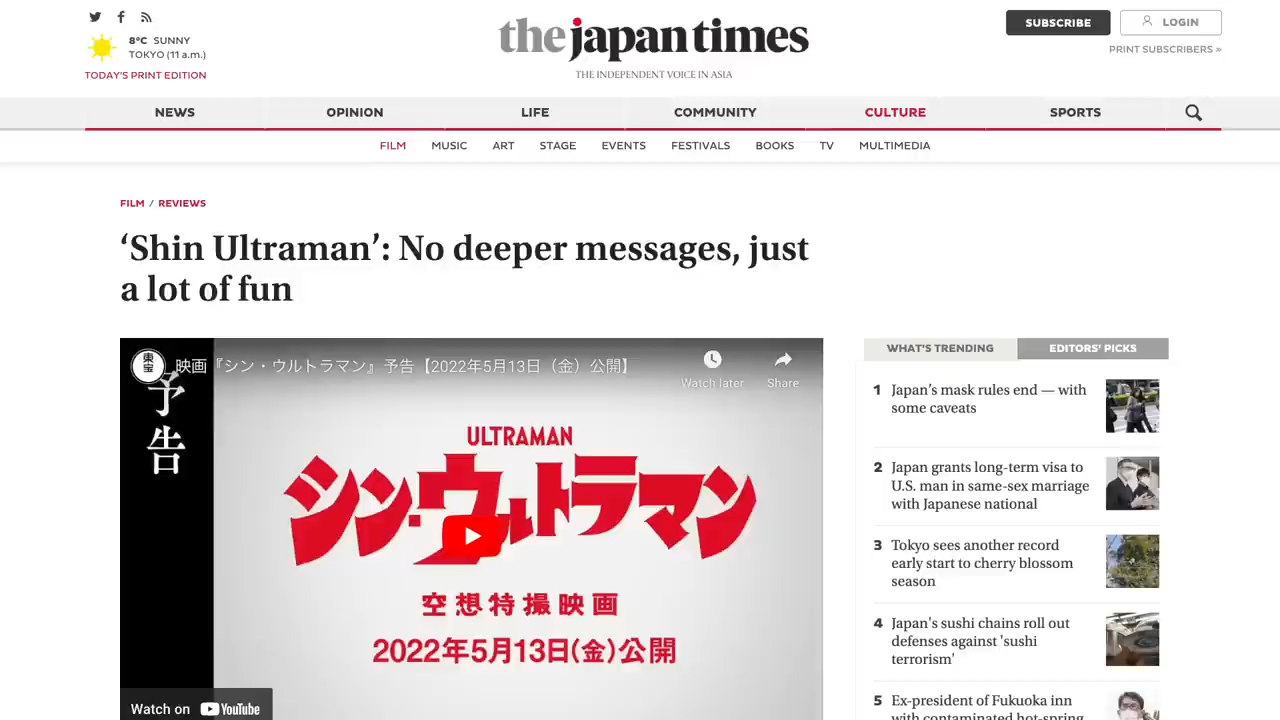 8°C SUNNY
TOKYO (11 a.m.)
TODAY'S PRINT EDITION
the japan times
THE INDEPENDENT VOICE IN ASIA
SUBSCRIBE
LOGIN
PRINT SUBSCRIBERS »
NEWS
OPINION
LIFE
COMMUNITY
CULTURE
SPORTS
FILM
MUSIC
ART
STAGE
EVENTS
FESTIVALS
BOOKS
TV
MULTIMEDIA
FILM / REVIEWS
‘Shin Ultraman’: No deeper messages, just
a lot of fun
東宝
映画『シン・ウルトラマン』予告【2022年5月13日（金）公開】
Watch later
Share
予告
ULTRAMAN
シン・ウルトラマン
空想特撮映画
2022年5月13日(金)公開
Watch on YouTube
WHAT'S TRENDING
EDITORS' PICKS
1 Japan’s mask rules end — with
some caveats
2 Japan grants long-term visa to
U.S. man in same-sex marriage
with Japanese national
3 Tokyo sees another record
early start to cherry blossom
season
4 Japan's sushi chains roll out
defenses against 'sushi
terrorism'
5 Ex-president of Fukuoka inn
with contaminated hot-spring